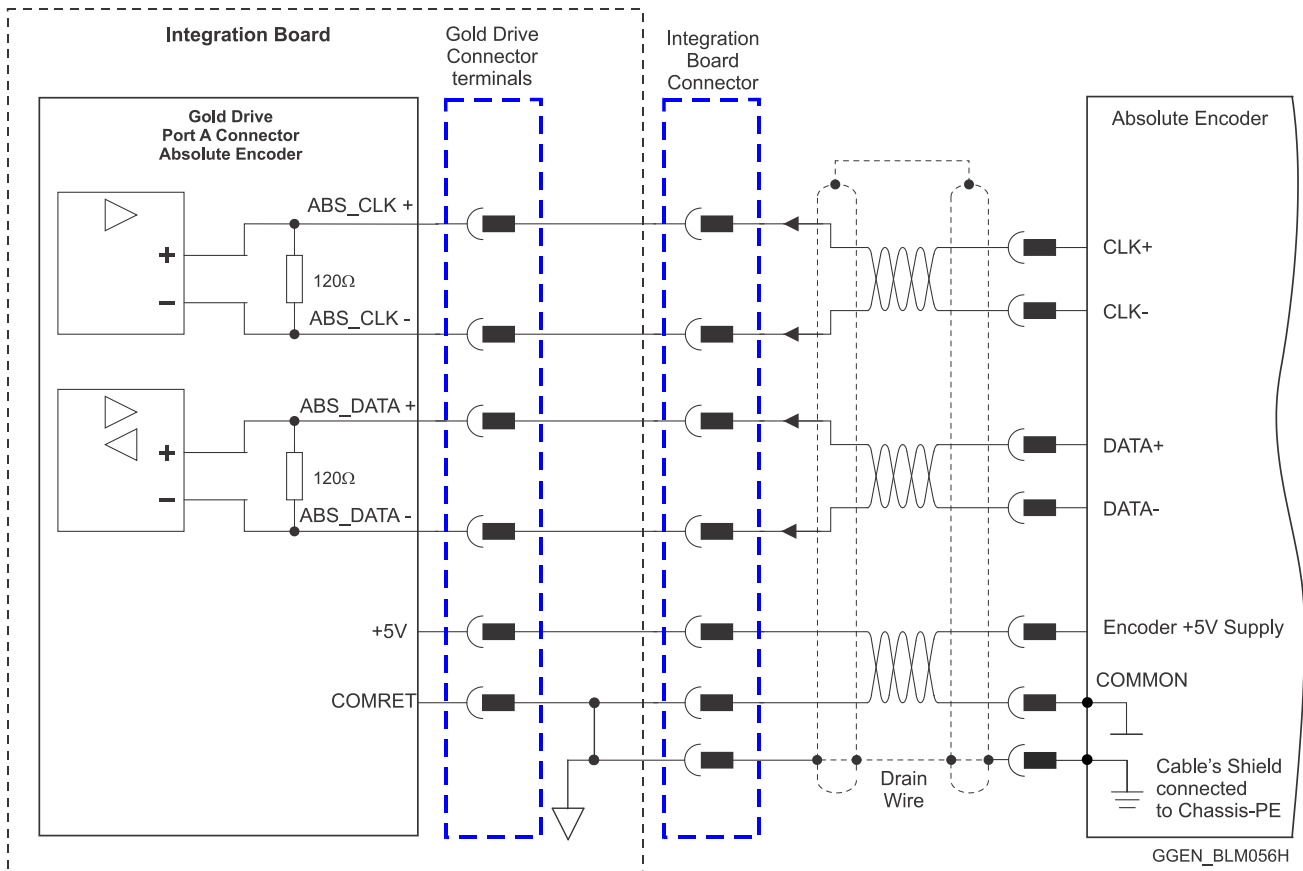 Integration Board
Gold Drive
Connector
terminals
Integration
Board
Connector
Gold Drive
Port A Connector
Absolute Encoder
Absolute Encoder
ABS_CLK +
+
120Ω
CLK+
−
ABS_CLK -
CLK-
ABS_DATA +
+
120Ω
DATA+
−
ABS_DATA -
DATA-
+5V
Encoder +5V Supply
COMRET
COMMON
Drain
Wire
Cable's Shield
connected
to Chassis-PE
GGEN_BLM056H